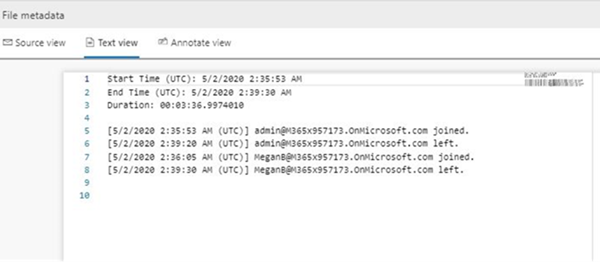 File metadata
Source view Text view Annotate view
1 Start Time (UTC): 5/2/2020 2:35:53 AM
2 End Time (UTC): 5/2/2020 2:39:30 AM
3 Duration: 00:03:36.9974010
4
5 [5/2/2020 2:35:53 AM (UTC)] admin@M365x957173.OnMicrosoft.com joined.
6 [5/2/2020 2:39:20 AM (UTC)] admin@M365x957173.OnMicrosoft.com left.
7 [5/2/2020 2:36:05 AM (UTC)] MeganB@M365x957173.OnMicrosoft.com joined.
8 [5/2/2020 2:39:30 AM (UTC)] MeganB@M365x957173.OnMicrosoft.com left.
9
10